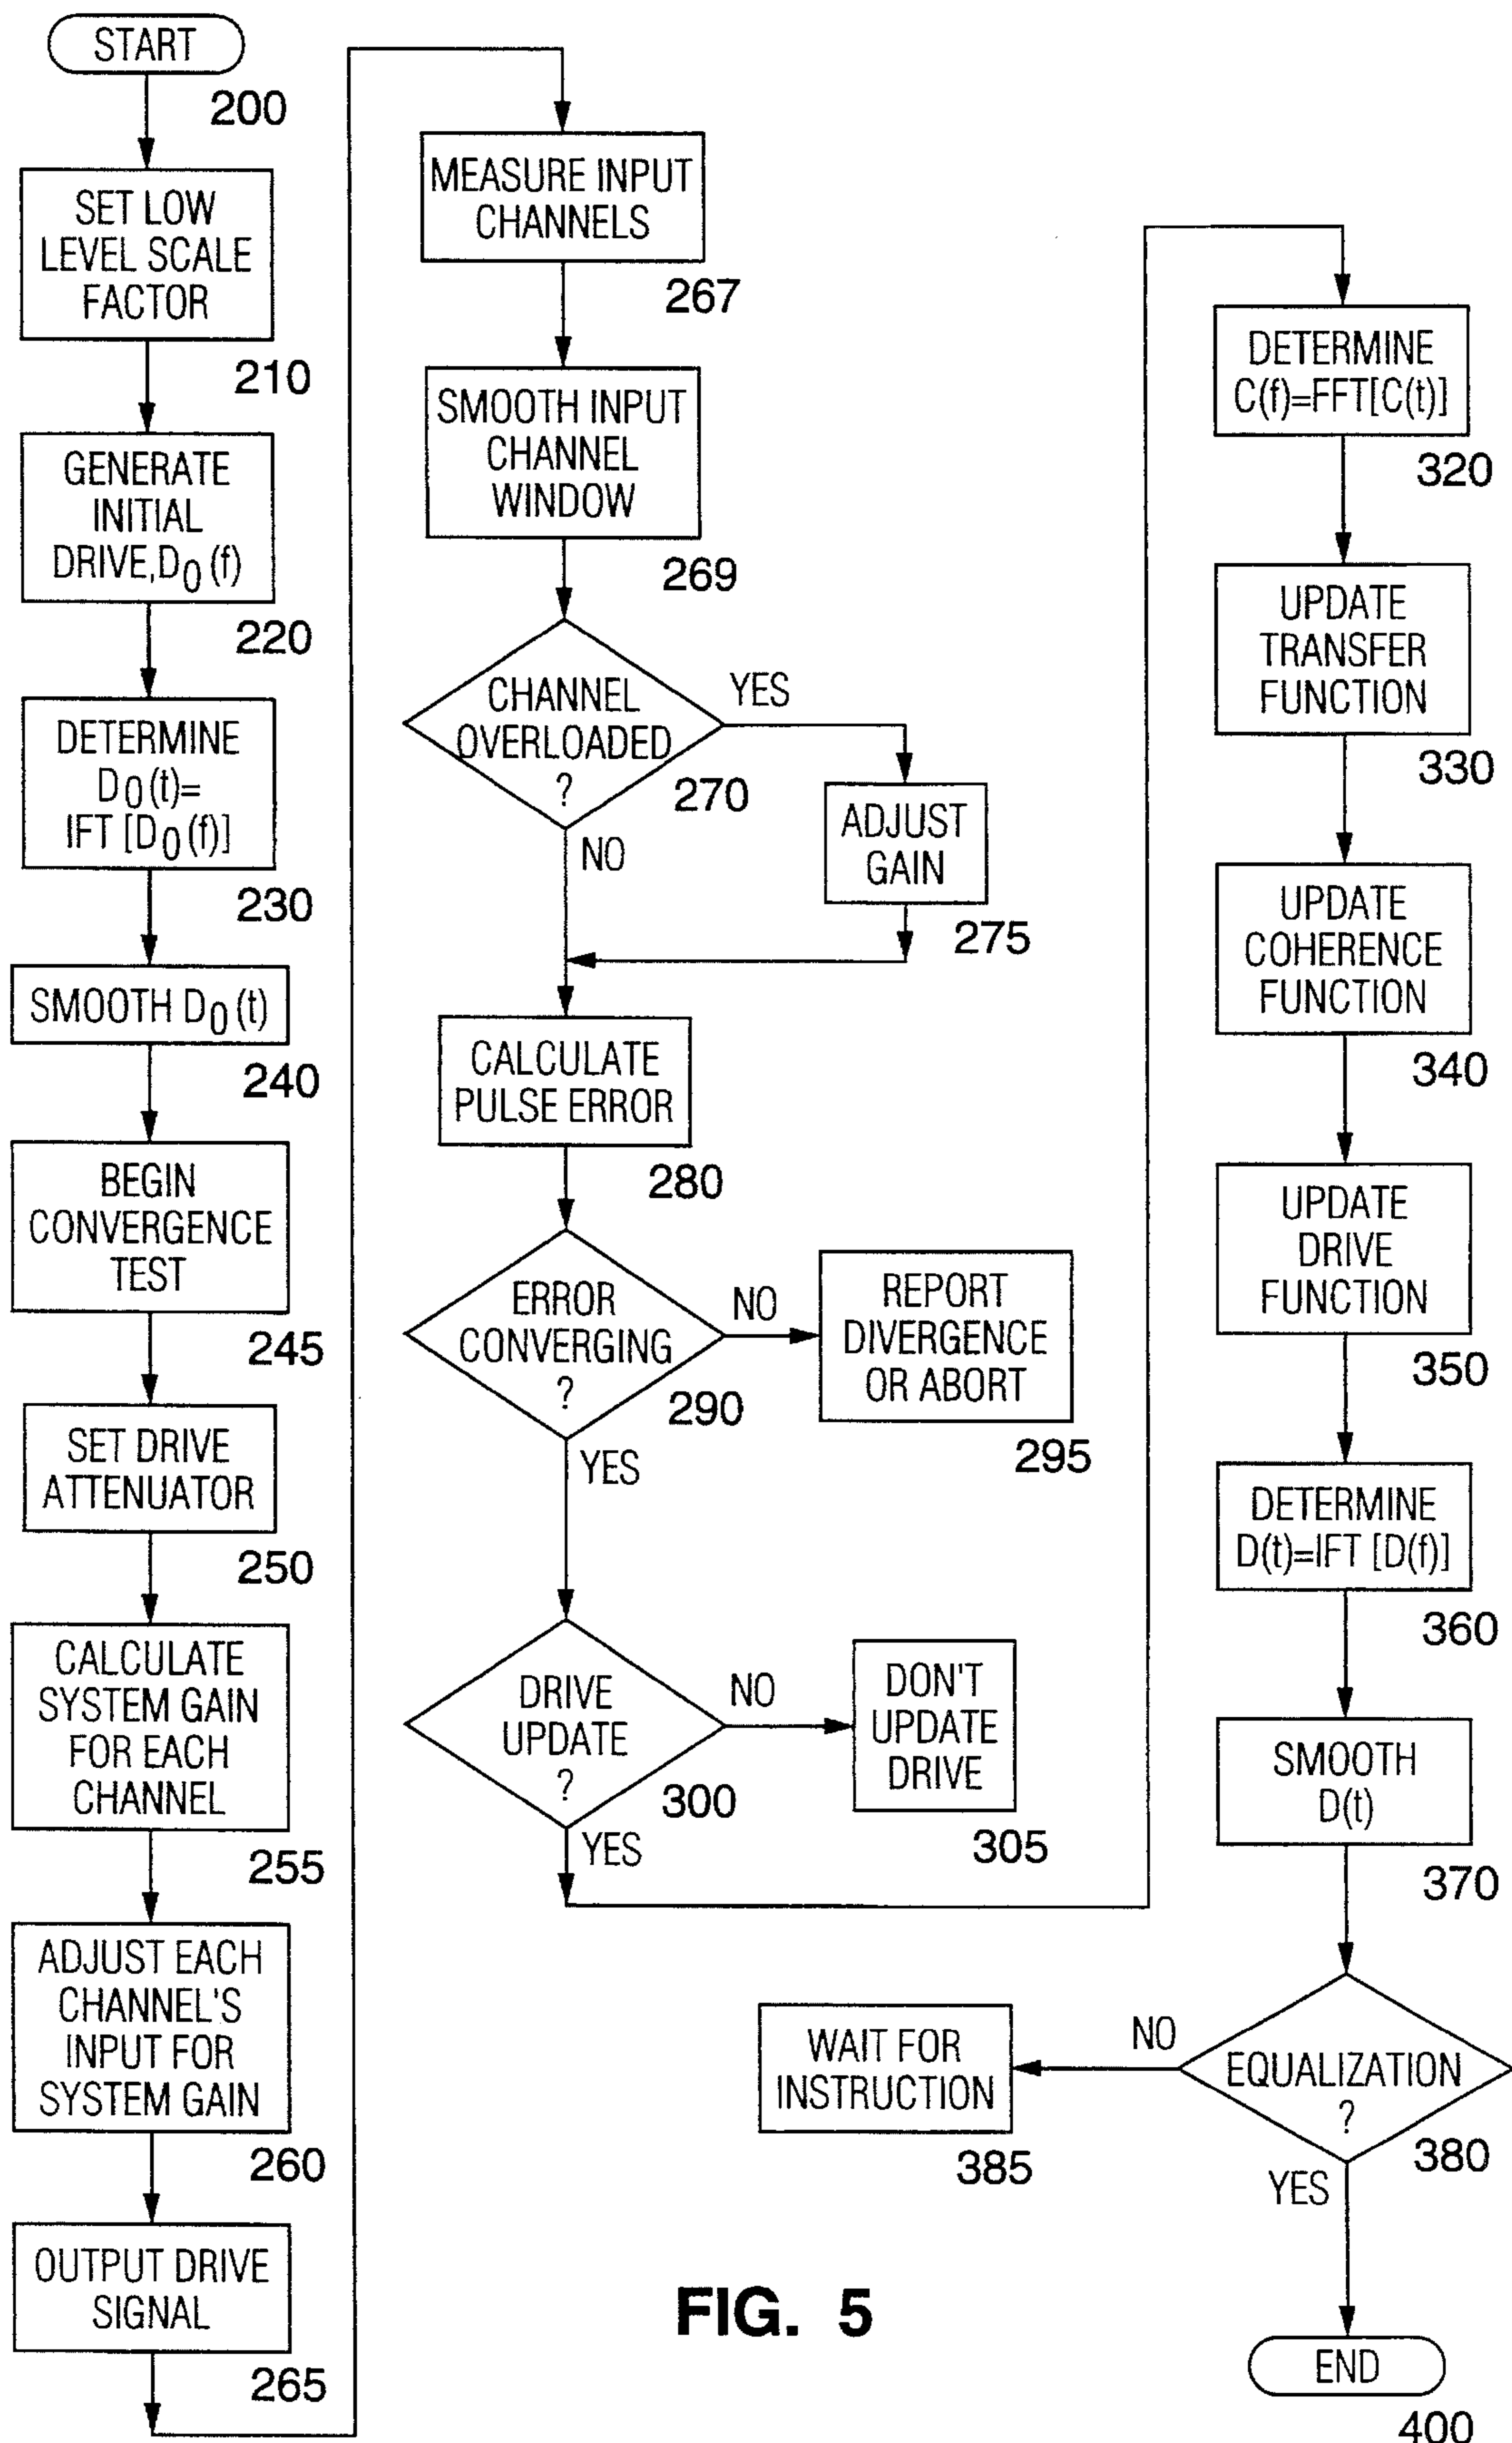 START
200
SET LOW
LEVEL SCALE
FACTOR
210
GENERATE
INITIAL
DRIVE,D0 (f)
220
DETERMINE
D0(t)=
IFT [D0(f)]
230
SMOOTH D0(t)
240
BEGIN
CONVERGENCE
TEST
245
SET DRIVE
ATTENUATOR
250
CALCULATE
SYSTEM GAIN
FOR EACH
CHANNEL
255
ADJUST EACH
CHANNEL'S
INPUT FOR
SYSTEM GAIN
260
OUTPUT DRIVE
SIGNAL
265
MEASURE INPUT
CHANNELS
267
SMOOTH INPUT
CHANNEL
WINDOW
269
CHANNEL
OVERLOADED
?
270
YES
NO
ADJUST
GAIN
275
CALCULATE
PULSE ERROR
280
ERROR
CONVERGING
?
290
NO
YES
REPORT
DIVERGENCE
OR ABORT
295
DRIVE
UPDATE
?
300
NO
YES
DON'T
UPDATE
DRIVE
305
DETERMINE
C(f)=FFT[C(t)]
320
UPDATE
TRANSFER
FUNCTION
330
UPDATE
COHERENCE
FUNCTION
340
UPDATE
DRIVE
FUNCTION
350
DETERMINE
D(t)=IFT [D(f)]
360
SMOOTH
D(t)
370
EQUALIZATION
?
380
NO
WAIT FOR
INSTRUCTION
385
YES
END
400
FIG. 5